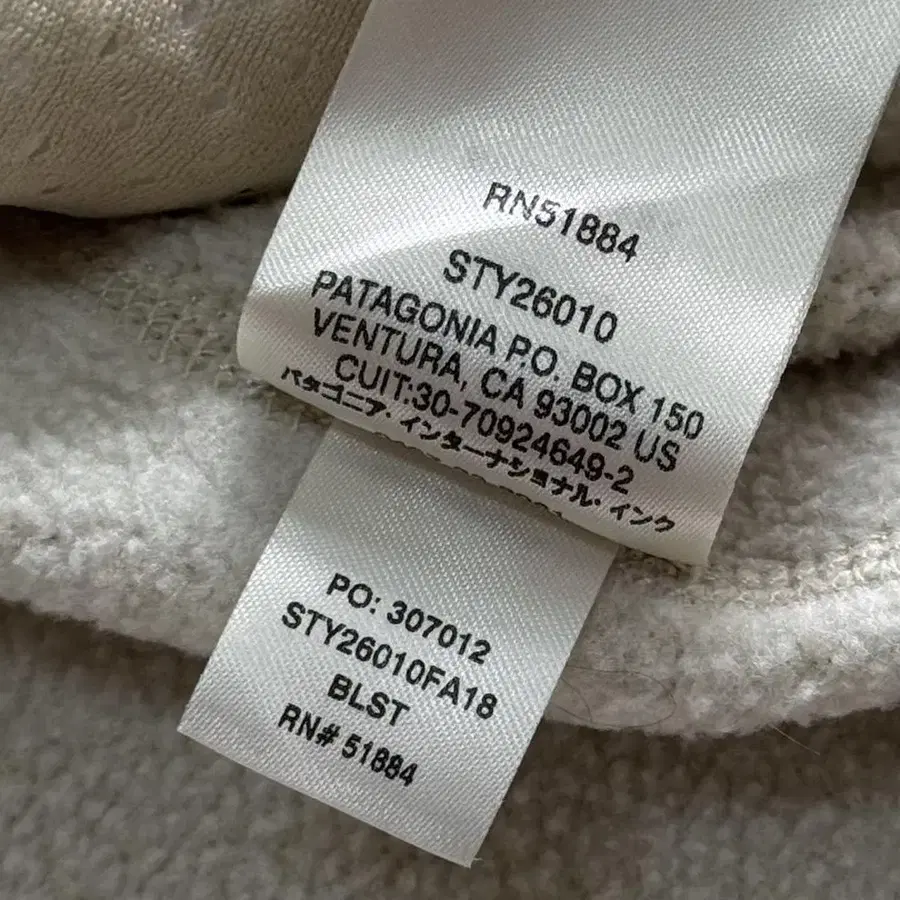 RN51884
STY26010
PATAGONIA P.O. BOX 150
VENTURA, CA 93002 US
CUIT:30-70924649-2
パタゴニア・インターナショナル・インク
PO: 307012
STY26010FA18
BLST
RN# 51884